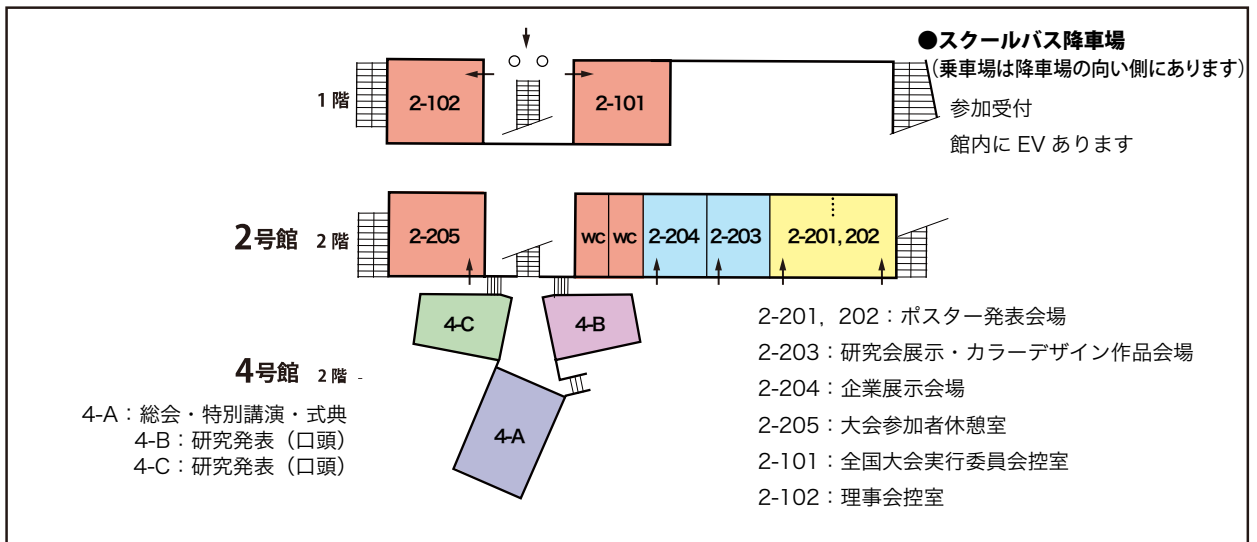 ●スクールバス降車場
(乗車場は降車場の向い側にあります)
1階
2-102
2-101
参加受付
館内に EV あります
2号館 2階
2-205
wc
wc
2-204
2-203
2-201, 202
4-C
4-B
2-201, 202：ポスター発表会場
2-203：研究会展示・カラーデザイン作品会場
4号館 2階
2-204：企業展示会場
4-A：総会・特別講演・式典
2-205：大会参加者休憩室
4-B：研究発表（口頭）
4-A
4-C：研究発表（口頭）
2-101：全国大会実行委員会控室
2-102：理事会控室